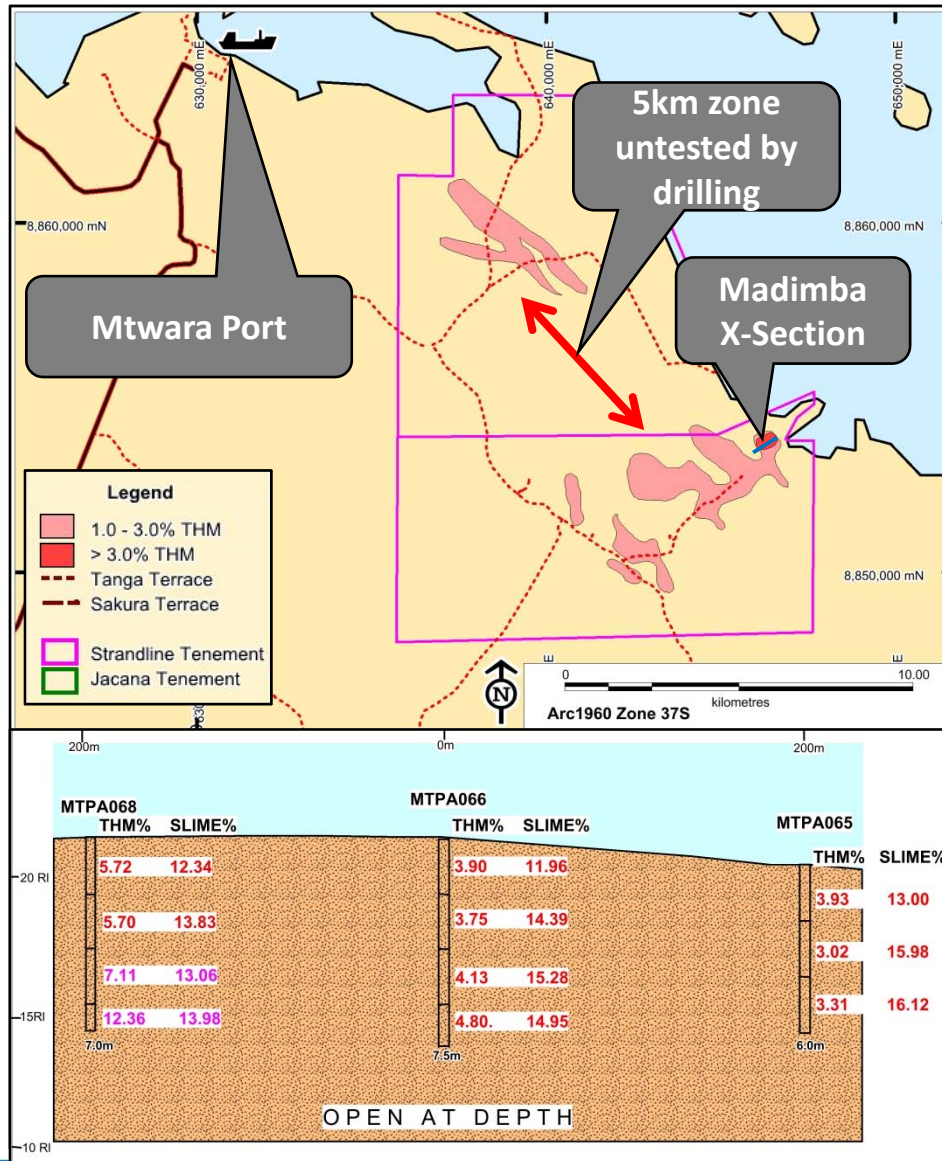 630,000 mE
640,000 mE
650,000 mE
5km zone
untested by
drilling
8,860,000 mN
8,860,000 mN
Mtwara Port
Madimba
X-Section
Legend
1.0 - 3.0% THM
> 3.0% THM
Tanga Terrace
Sakura Terrace
Strandline Tenement
Jacana Tenement
8,850,000 mN
N
0 10.00
kilometres
Arc1960 Zone 37S
200m 0m 200m
MTPA068
THM% SLIME%
5.72 12.34
5.70 13.83
7.11 13.06
12.36 13.98
7.0m
MTPA066
THM% SLIME%
3.90 11.96
3.75 14.39
4.13 15.28
4.80. 14.95
7.5m
MTPA065
THM% SLIME%
3.93 13.00
3.02 15.98
3.31 16.12
6.0m
20 Rl
15Rl
10 Rl
OPEN AT DEPTH